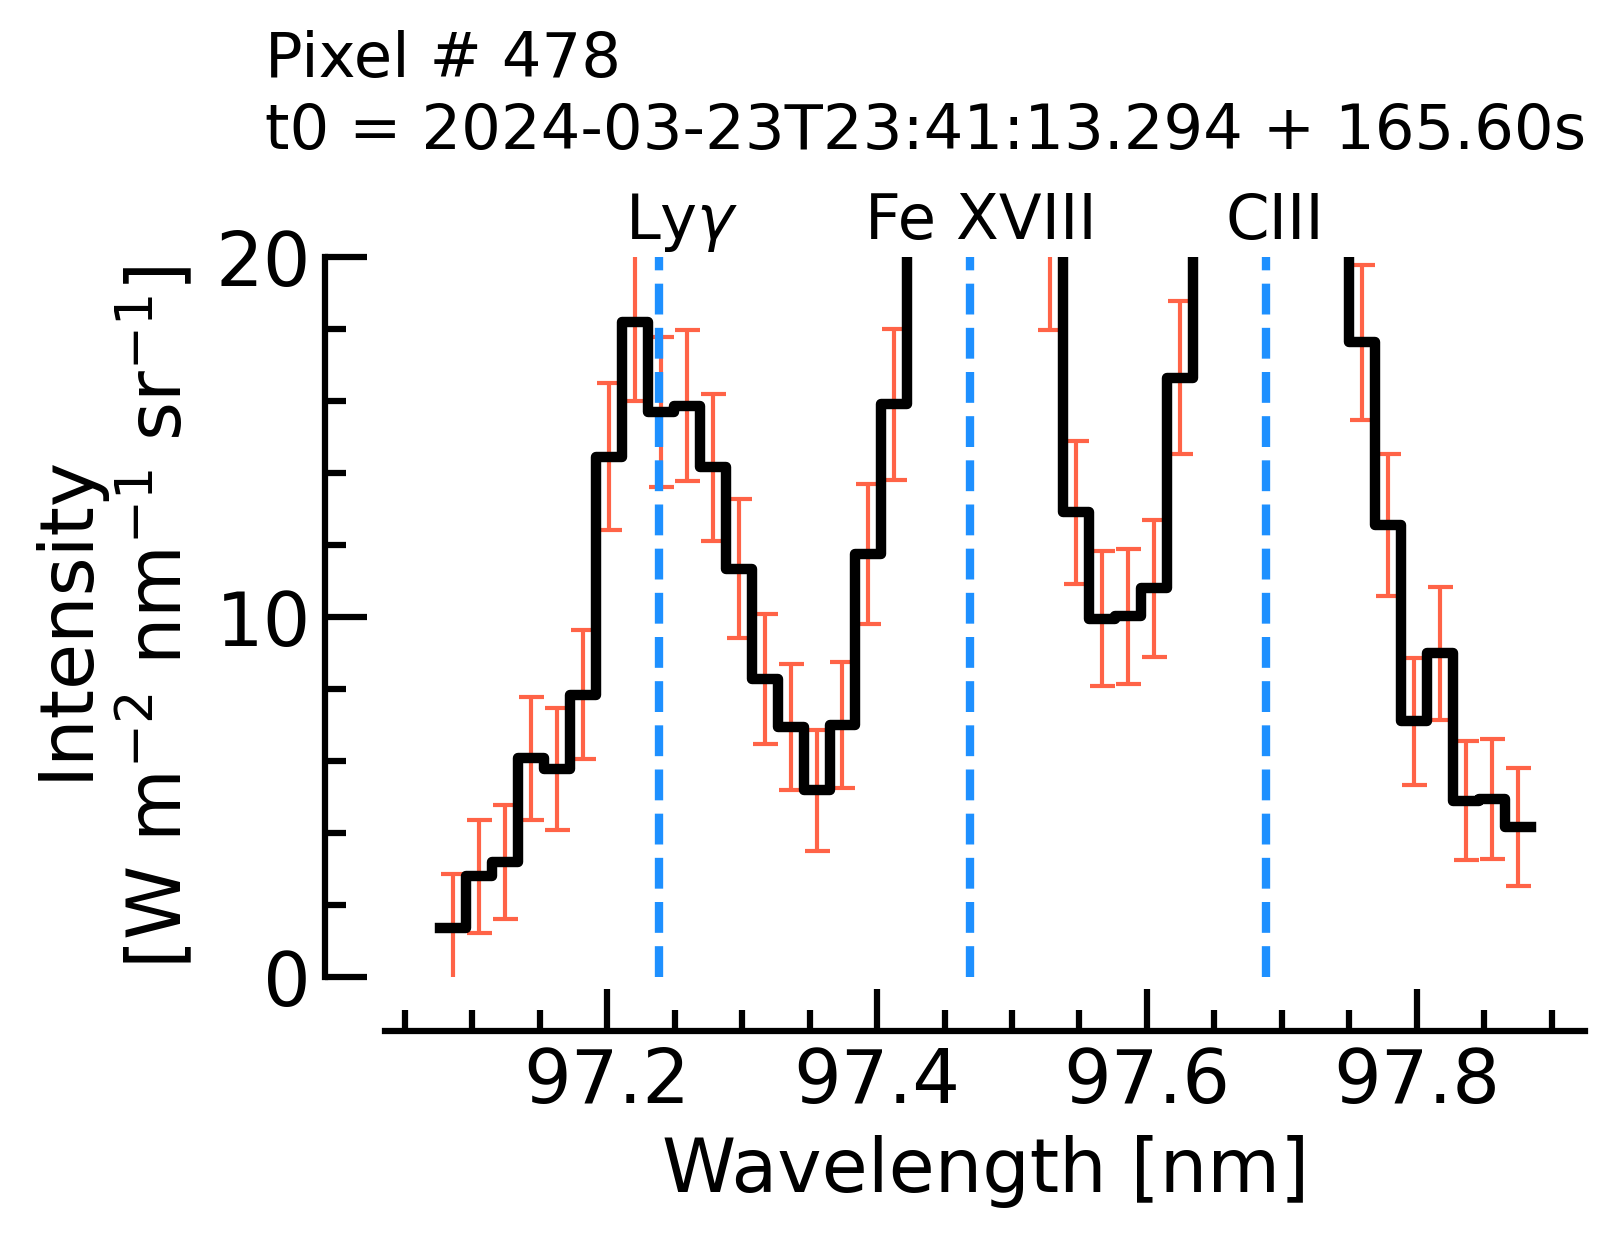 Pixel # 478
t0 = 2024-03-23T23:41:13.294 + 165.60s
Lyγ Fe XVIII CIII
Intensity
[W m⁻² nm⁻¹ sr⁻¹]
20
10
0
97.2 97.4 97.6 97.8
Wavelength [nm]